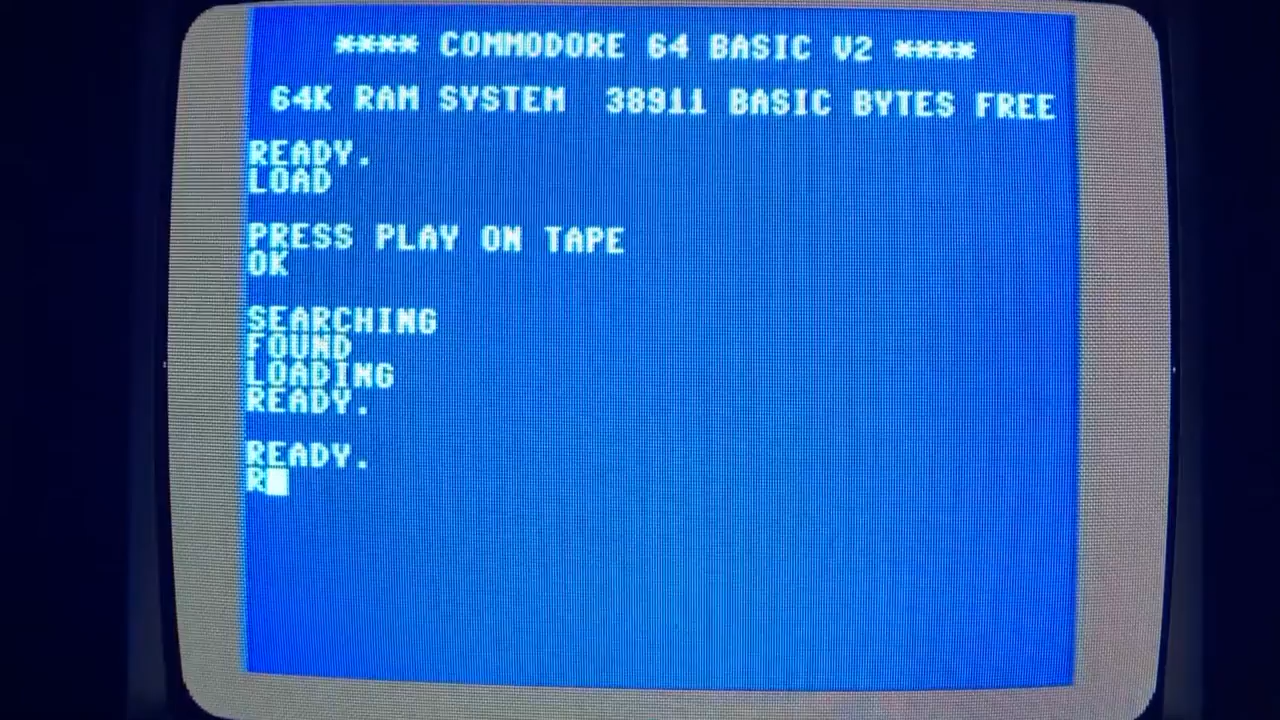 **** COMMODORE 64 BASIC V2 ****
64K RAM SYSTEM 38911 BASIC BYTES FREE
READY.
LOAD
PRESS PLAY ON TAPE
OK
SEARCHING
FOUND
LOADING
READY.
READY.
R